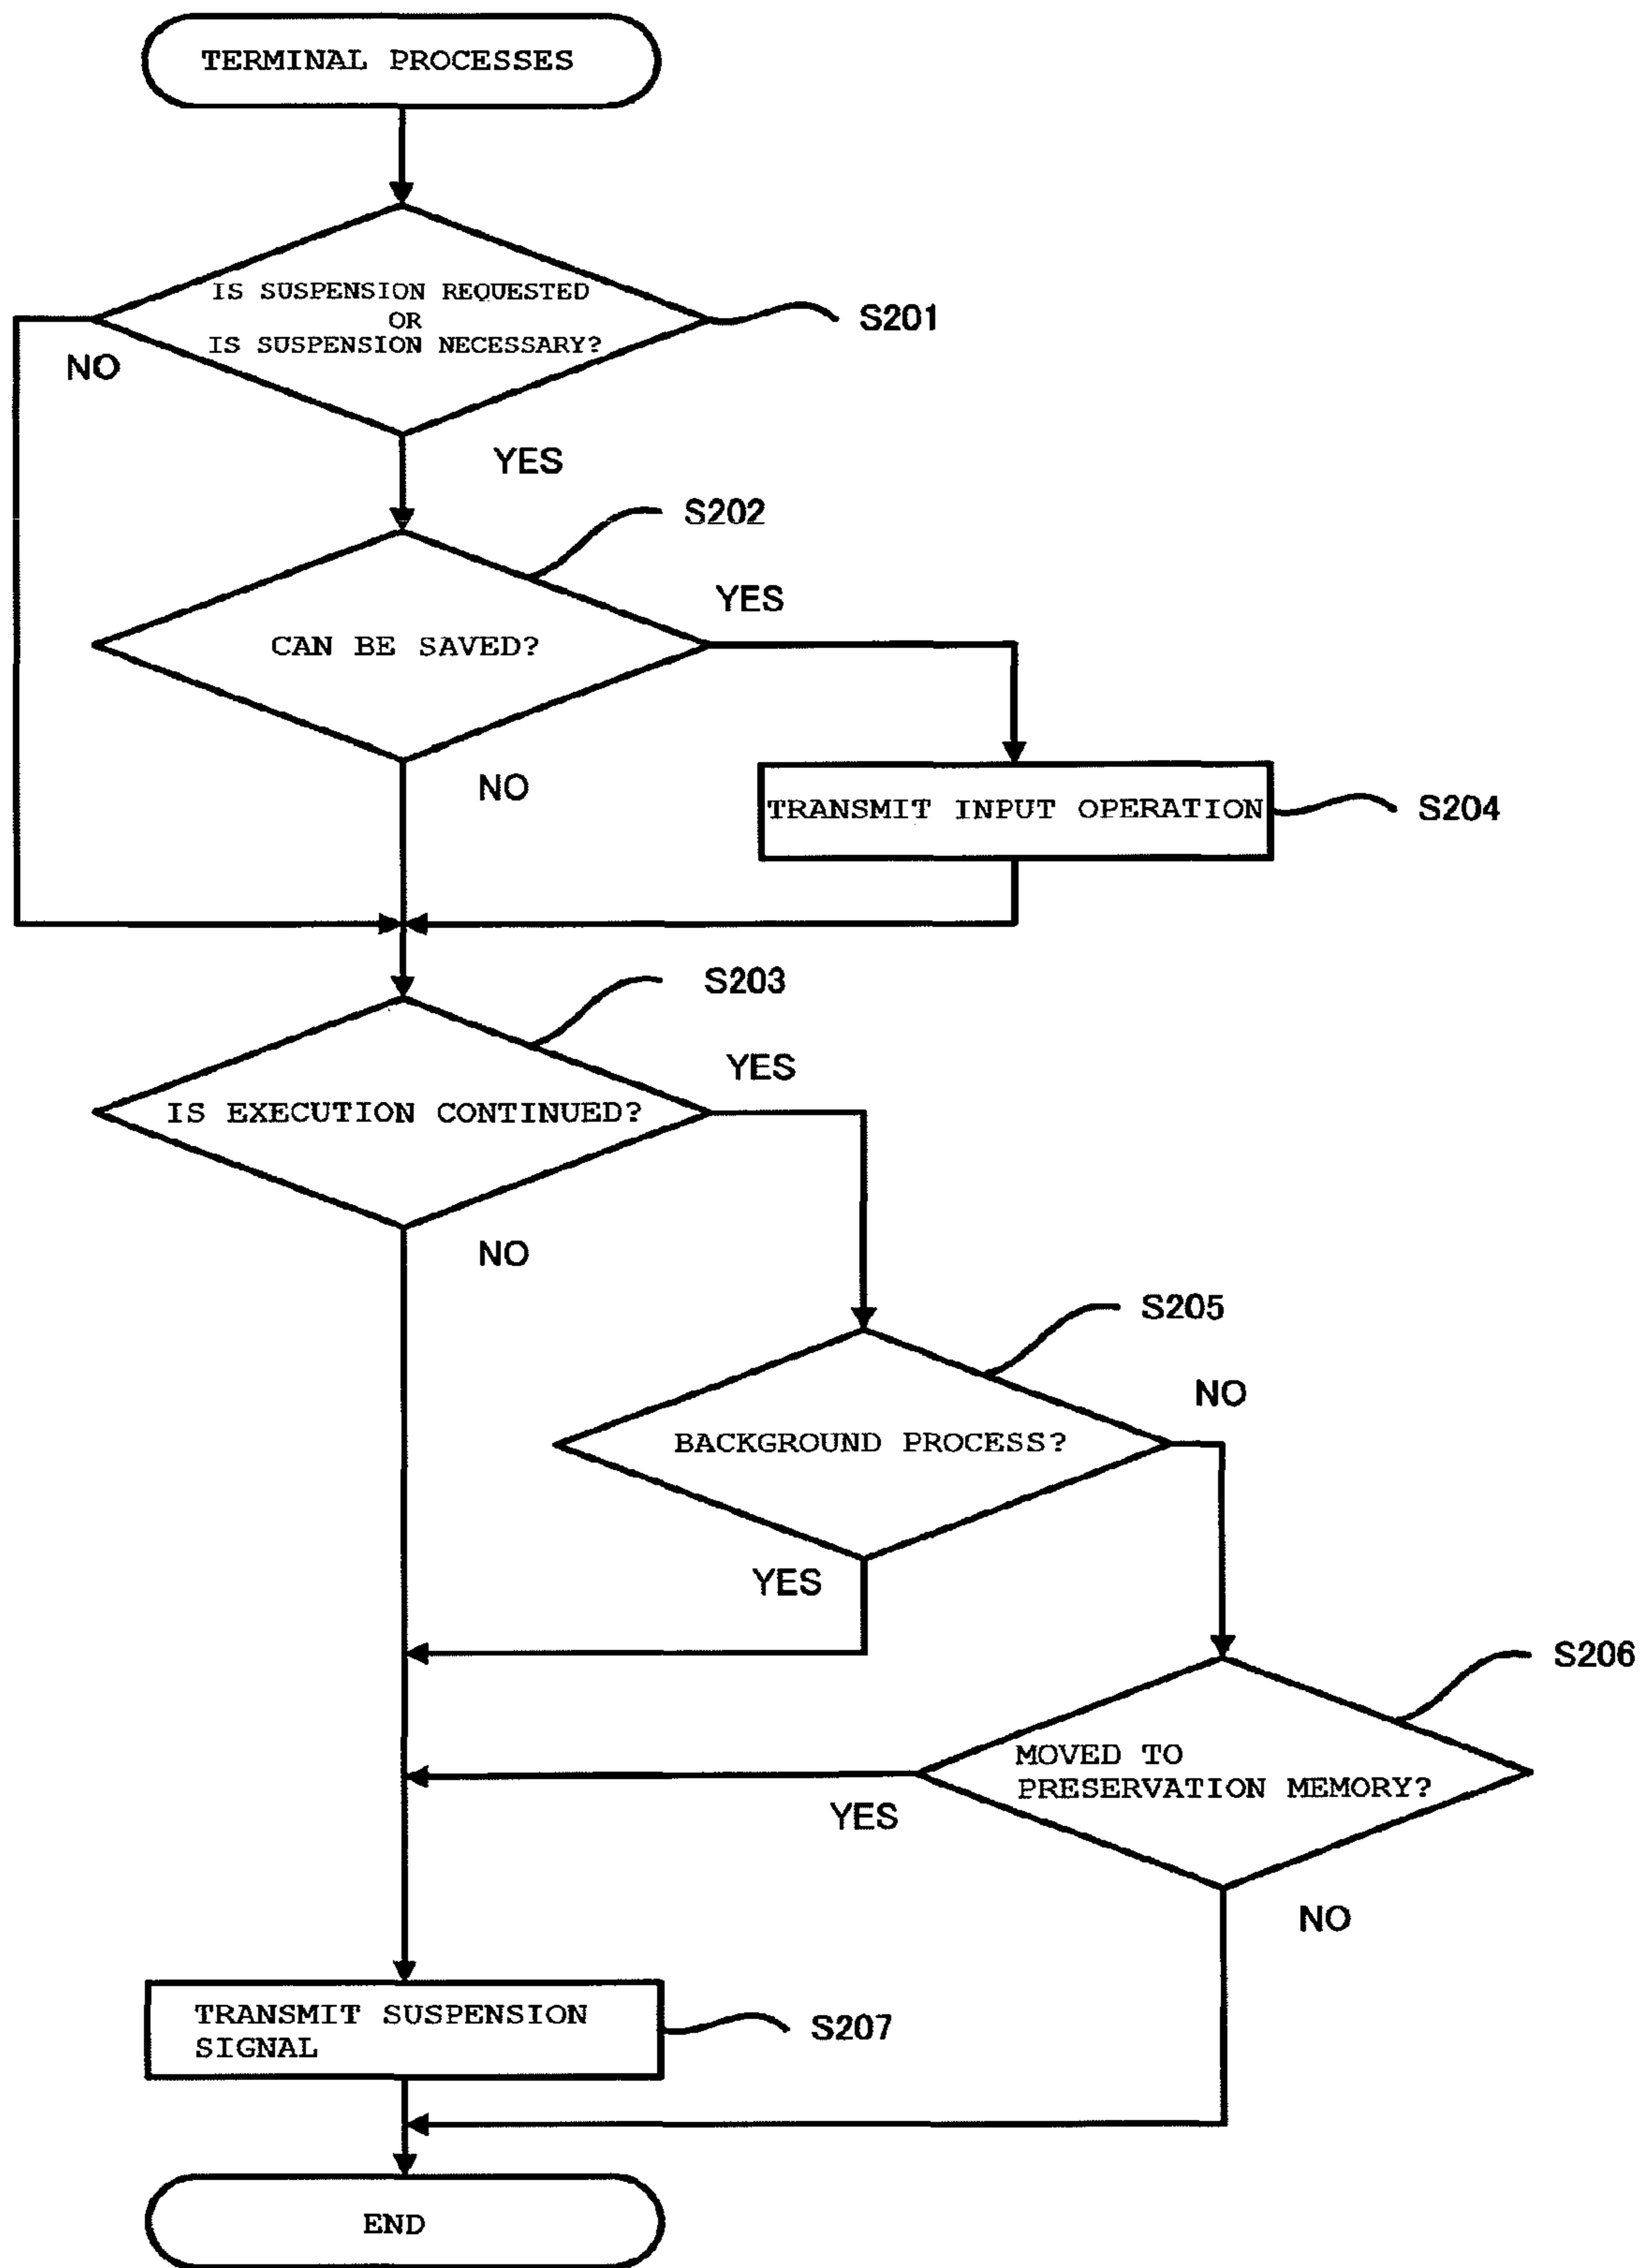 TERMINAL PROCESSES
IS SUSPENSION REQUESTED
OR
IS SUSPENSION NECESSARY?
S201
NO
YES
S202
YES
CAN BE SAVED?
NO
TRANSMIT INPUT OPERATION
S204
S203
YES
IS EXECUTION CONTINUED?
NO
S205
NO
BACKGROUND PROCESS?
YES
S206
MOVED TO
PRESERVATION MEMORY?
YES
NO
TRANSMIT SUSPENSION
SIGNAL
S207
END